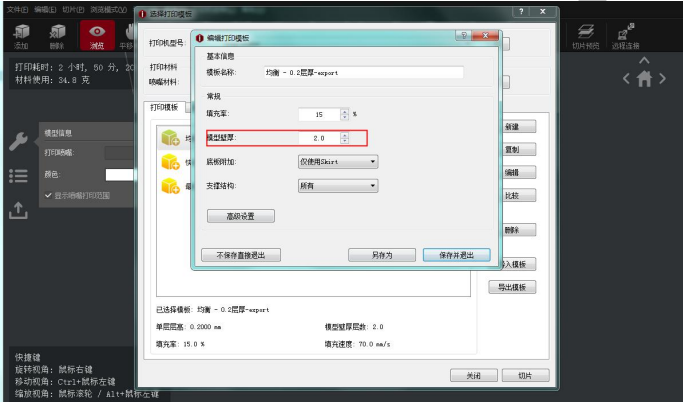 文件(F) 编辑(E) 切片(P) 浏览模式(V)
添加 删除 浏览 平移
切片预览 远程连接
打印耗时: 2 小时, 50 分, 20
材料使用: 34.8 克
模型信息
打印喷嘴:
颜色:
显示喷嘴打印范围
快捷键
旋转视角: 鼠标右键
移动视角: Ctrl+鼠标左键
缩放视角: 鼠标滚轮 / Alt+鼠标左键
选择打印模板
打印机型号:
打印材料
喷嘴材料:
打印模板
均
快
最
新建
复制
编辑
比较
删除
导入模板
导出模板
已选择模板: 均衡 - 0.2层厚-export
单层层高: 0.2000 mm
模型壁厚层数: 2.0
填充率: 15.0 %
填充速度: 70.0 mm/s
关闭
切片
编辑打印模板
基本信息
模板名称: 均衡 - 0.2层厚-export
常规
填充率: 15 %
模型壁厚: 2.0
底板附加: 仅使用Skirt
支撑结构: 所有
高级设置
不保存直接退出
另存为
保存并退出